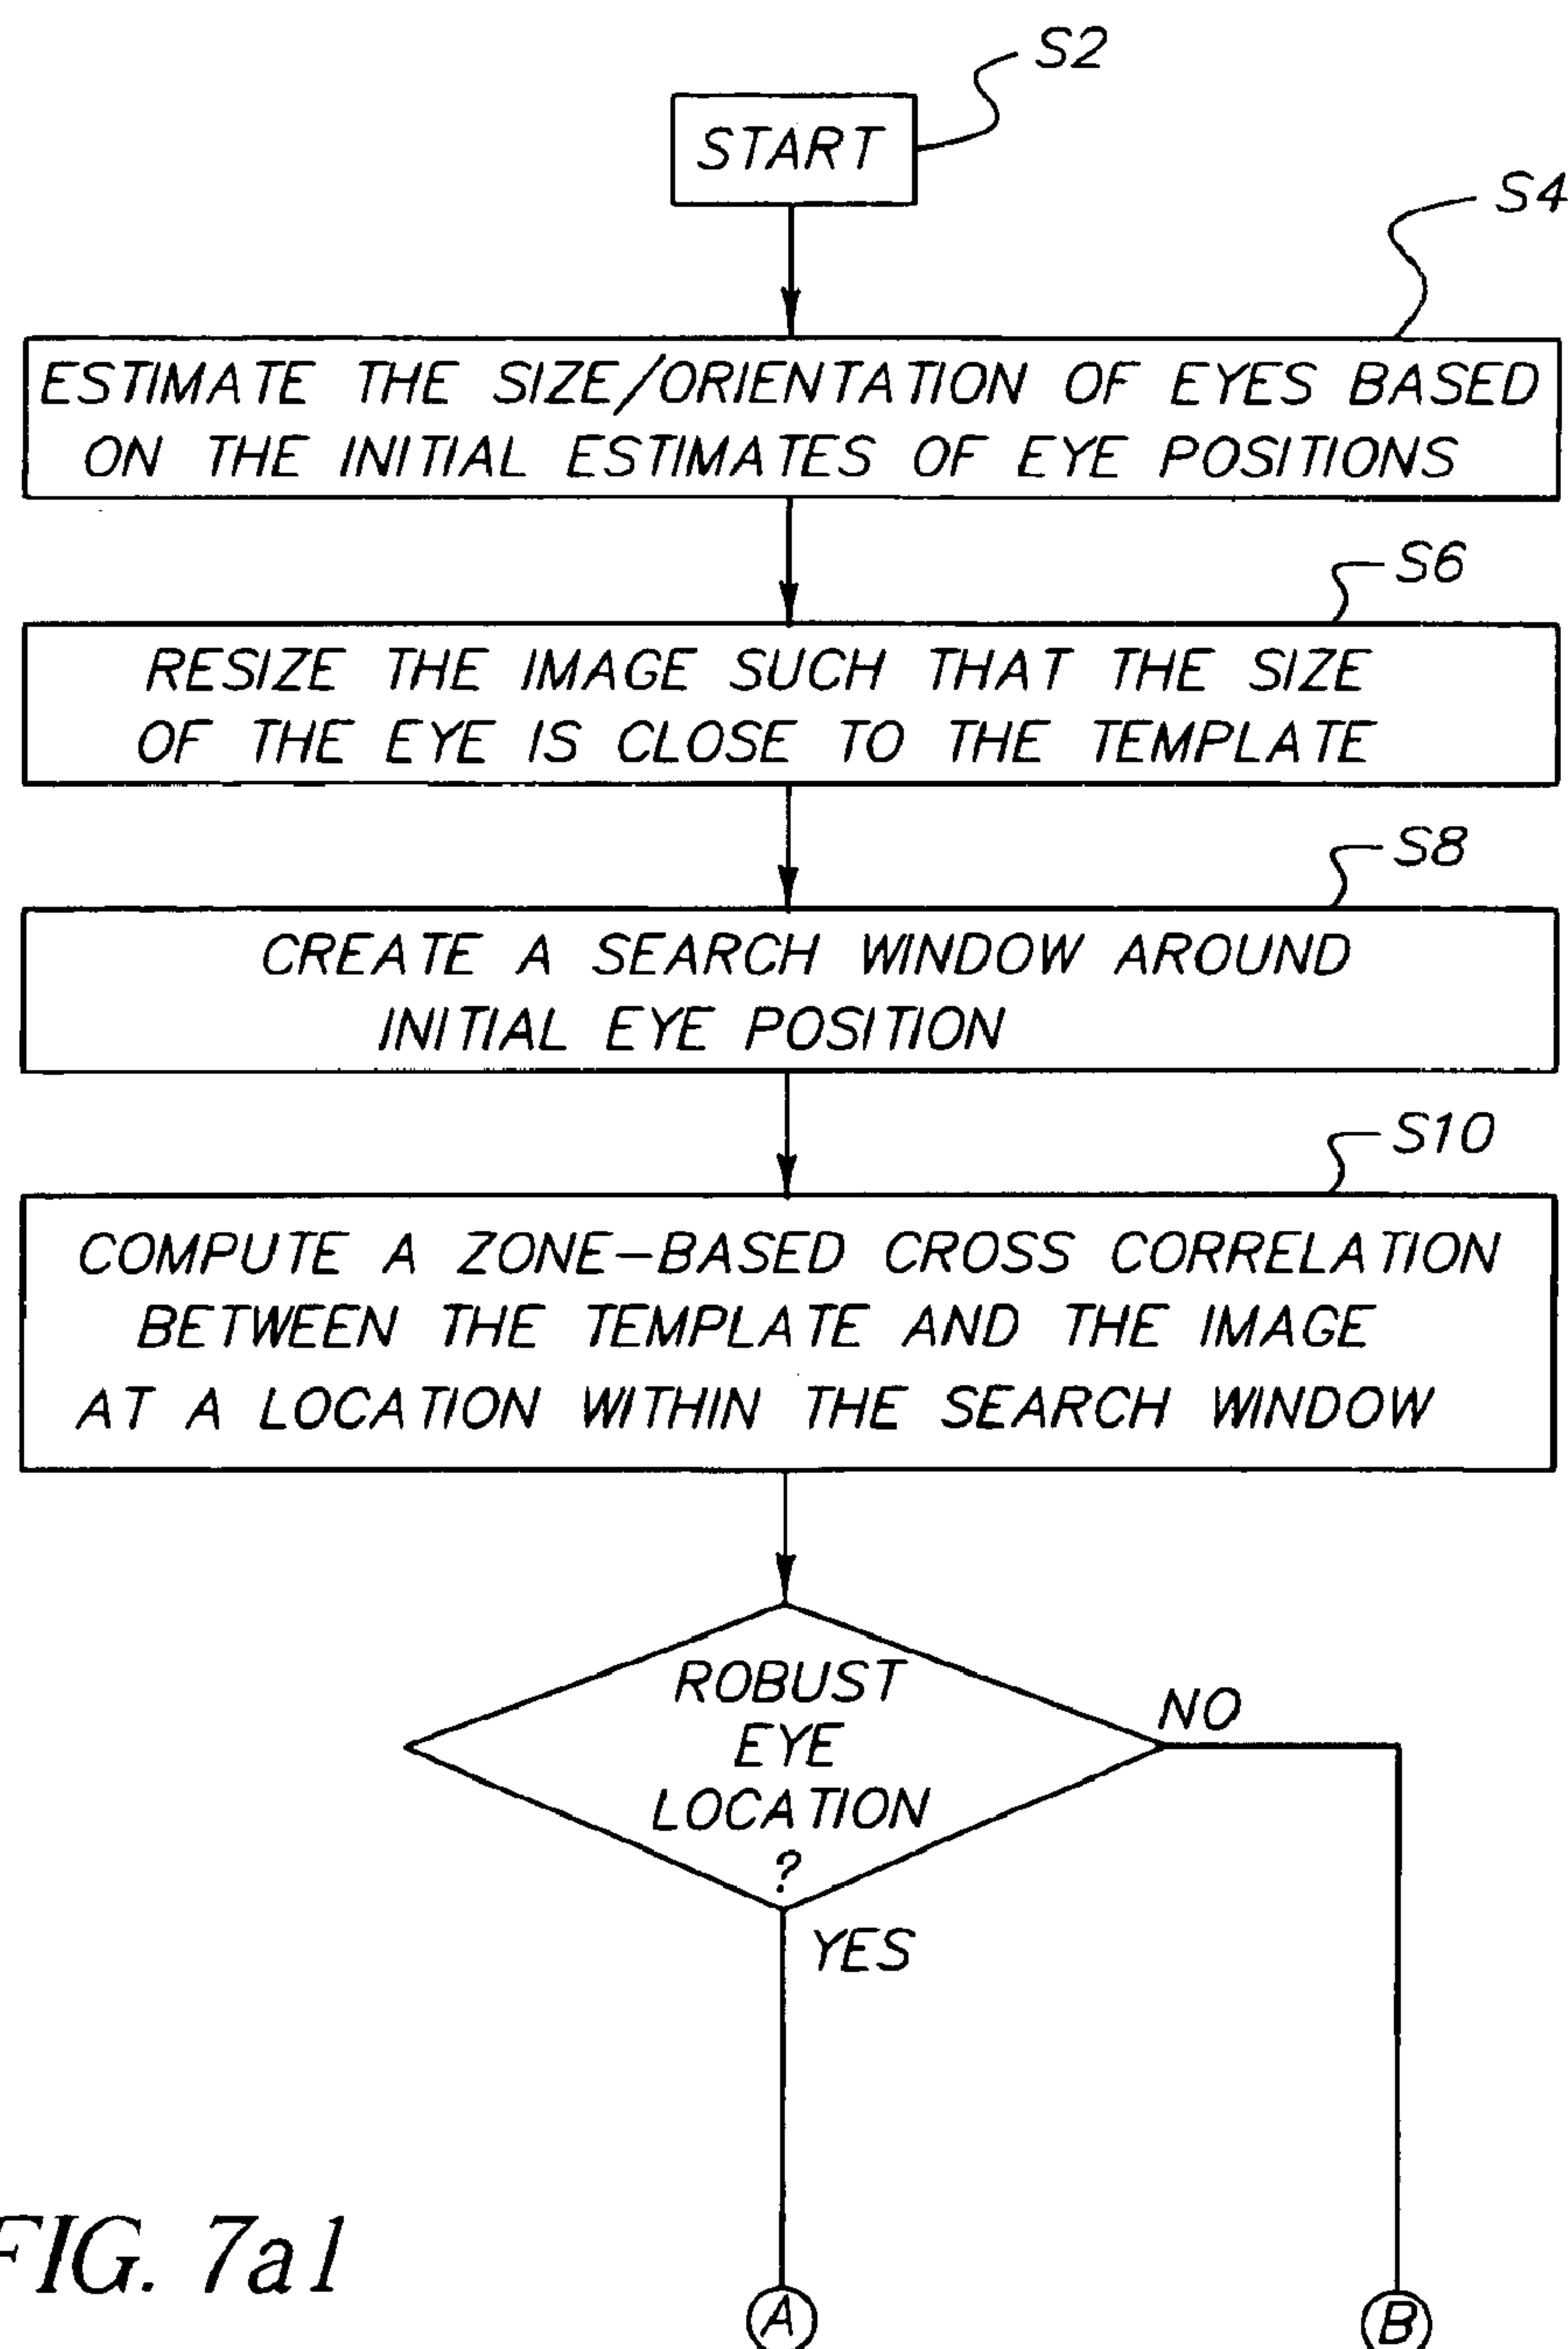 S2
START
S4
ESTIMATE THE SIZE/ORIENTATION OF EYES BASED
ON THE INITIAL ESTIMATES OF EYE POSITIONS
S6
RESIZE THE IMAGE SUCH THAT THE SIZE
OF THE EYE IS CLOSE TO THE TEMPLATE
S8
CREATE A SEARCH WINDOW AROUND
INITIAL EYE POSITION
S10
COMPUTE A ZONE-BASED CROSS CORRELATION
BETWEEN THE TEMPLATE AND THE IMAGE
AT A LOCATION WITHIN THE SEARCH WINDOW
ROBUST
EYE
LOCATION
?
NO
YES
FIG. 7a1
A
B